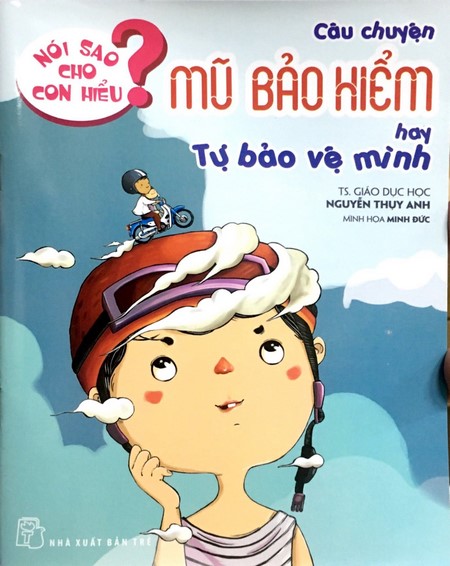 NÓI SAO
CHO
CON HIỂU
?
Câu chuyện
MŨ BẢO HIỂM
hay
Tự bảo vệ mình
TS. GIÁO DỤC HỌC
NGUYỄN THỤY ANH
MINH HỌA MINH ĐỨC
NHÀ XUẤT BẢN TRẺ